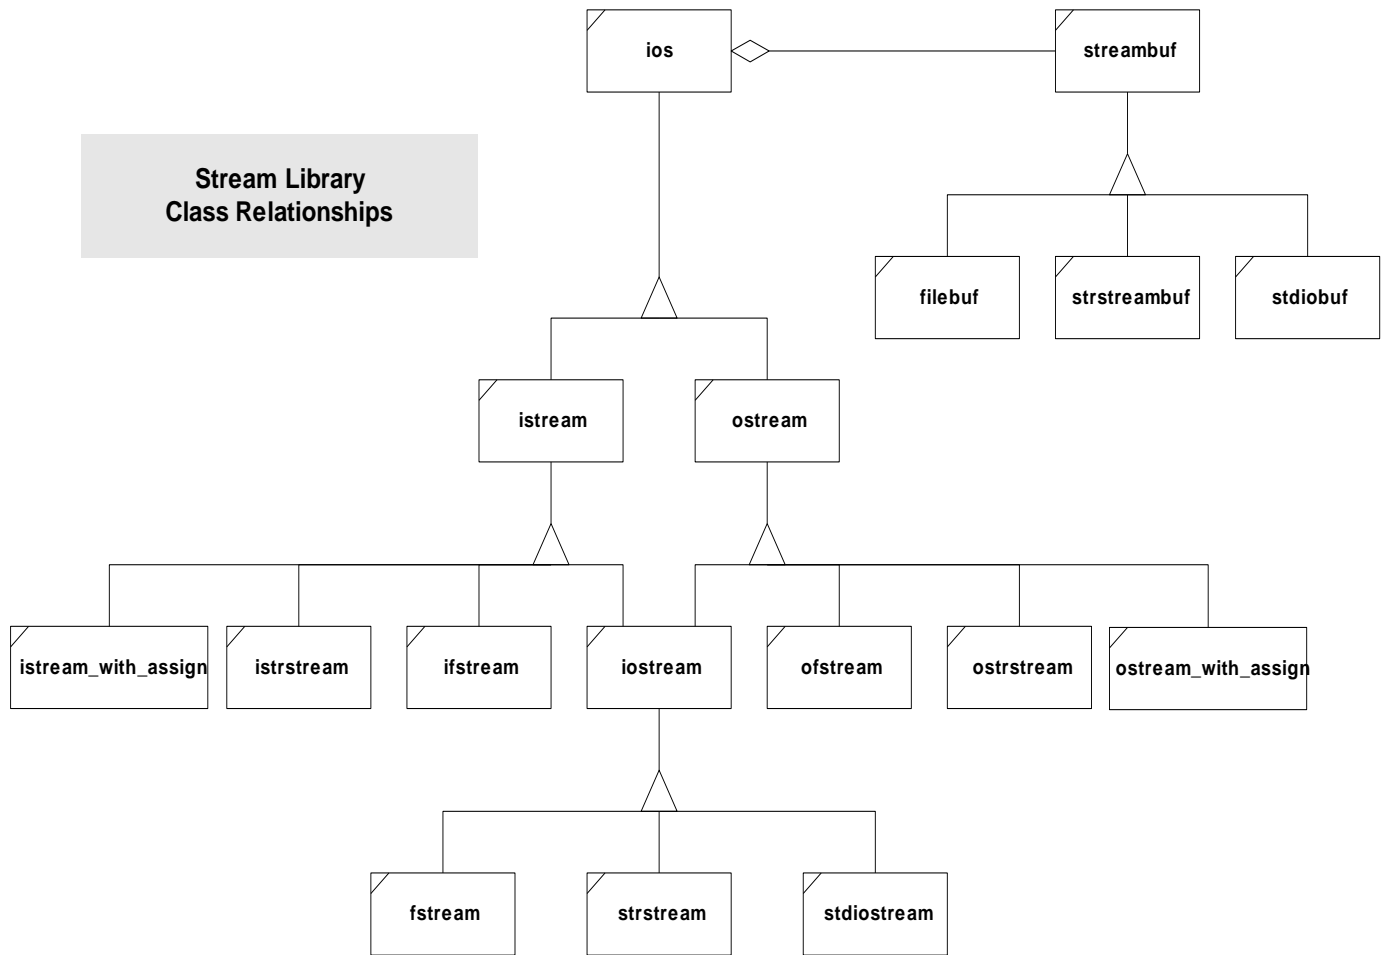 ios
streambuf
Stream Library
Class Relationships
filebuf
strstreambuf
stdiobuf
istream
ostream
istream_with_assign
istrstream
ifstream
iostream
ofstream
ostrstream
ostream_with_assign
fstream
strstream
stdiostream